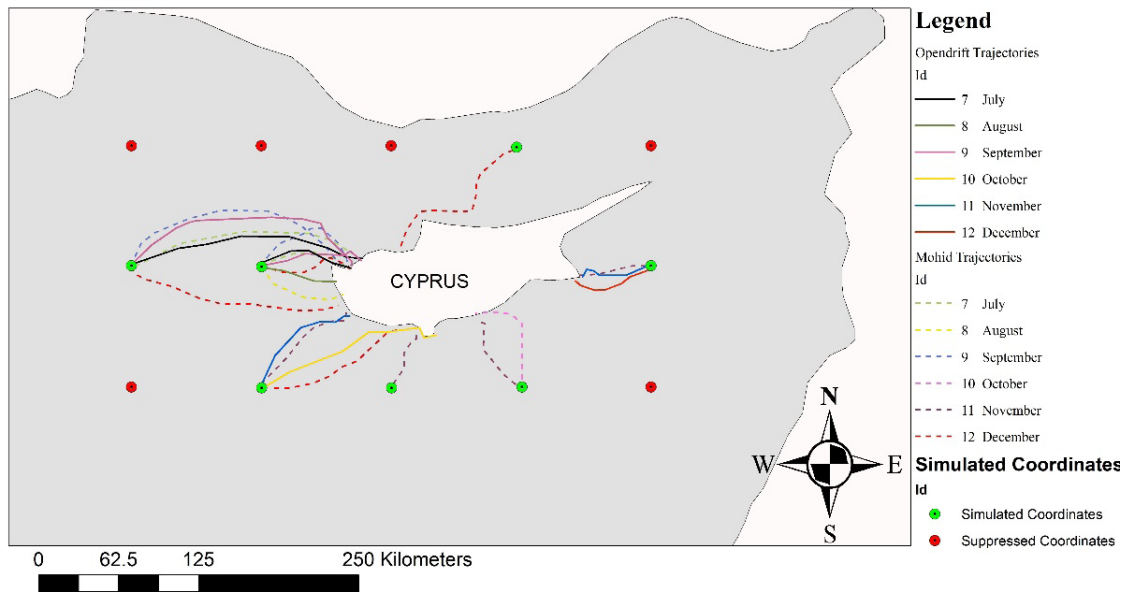 Legend
Opendrift Trajectories
Id
7 July
8 August
9 September
10 October
11 November
12 December
Mohid Trajectories
Id
7 July
8 August
9 September
10 October
11 November
12 December
Simulated Coordinates
Id
Simulated Coordinates
Suppressed Coordinates
CYPRUS
N
W E
S
0 62.5 125 250 Kilometers